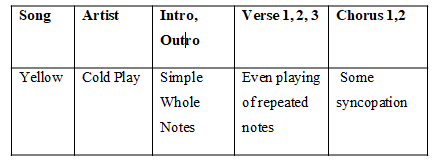 Song Artist Intro, Verse 1, 2, 3 Chorus 1,2
Outro
Yellow Cold Play Simple Even playing Some
Whole of repeated syncopation
Notes notes